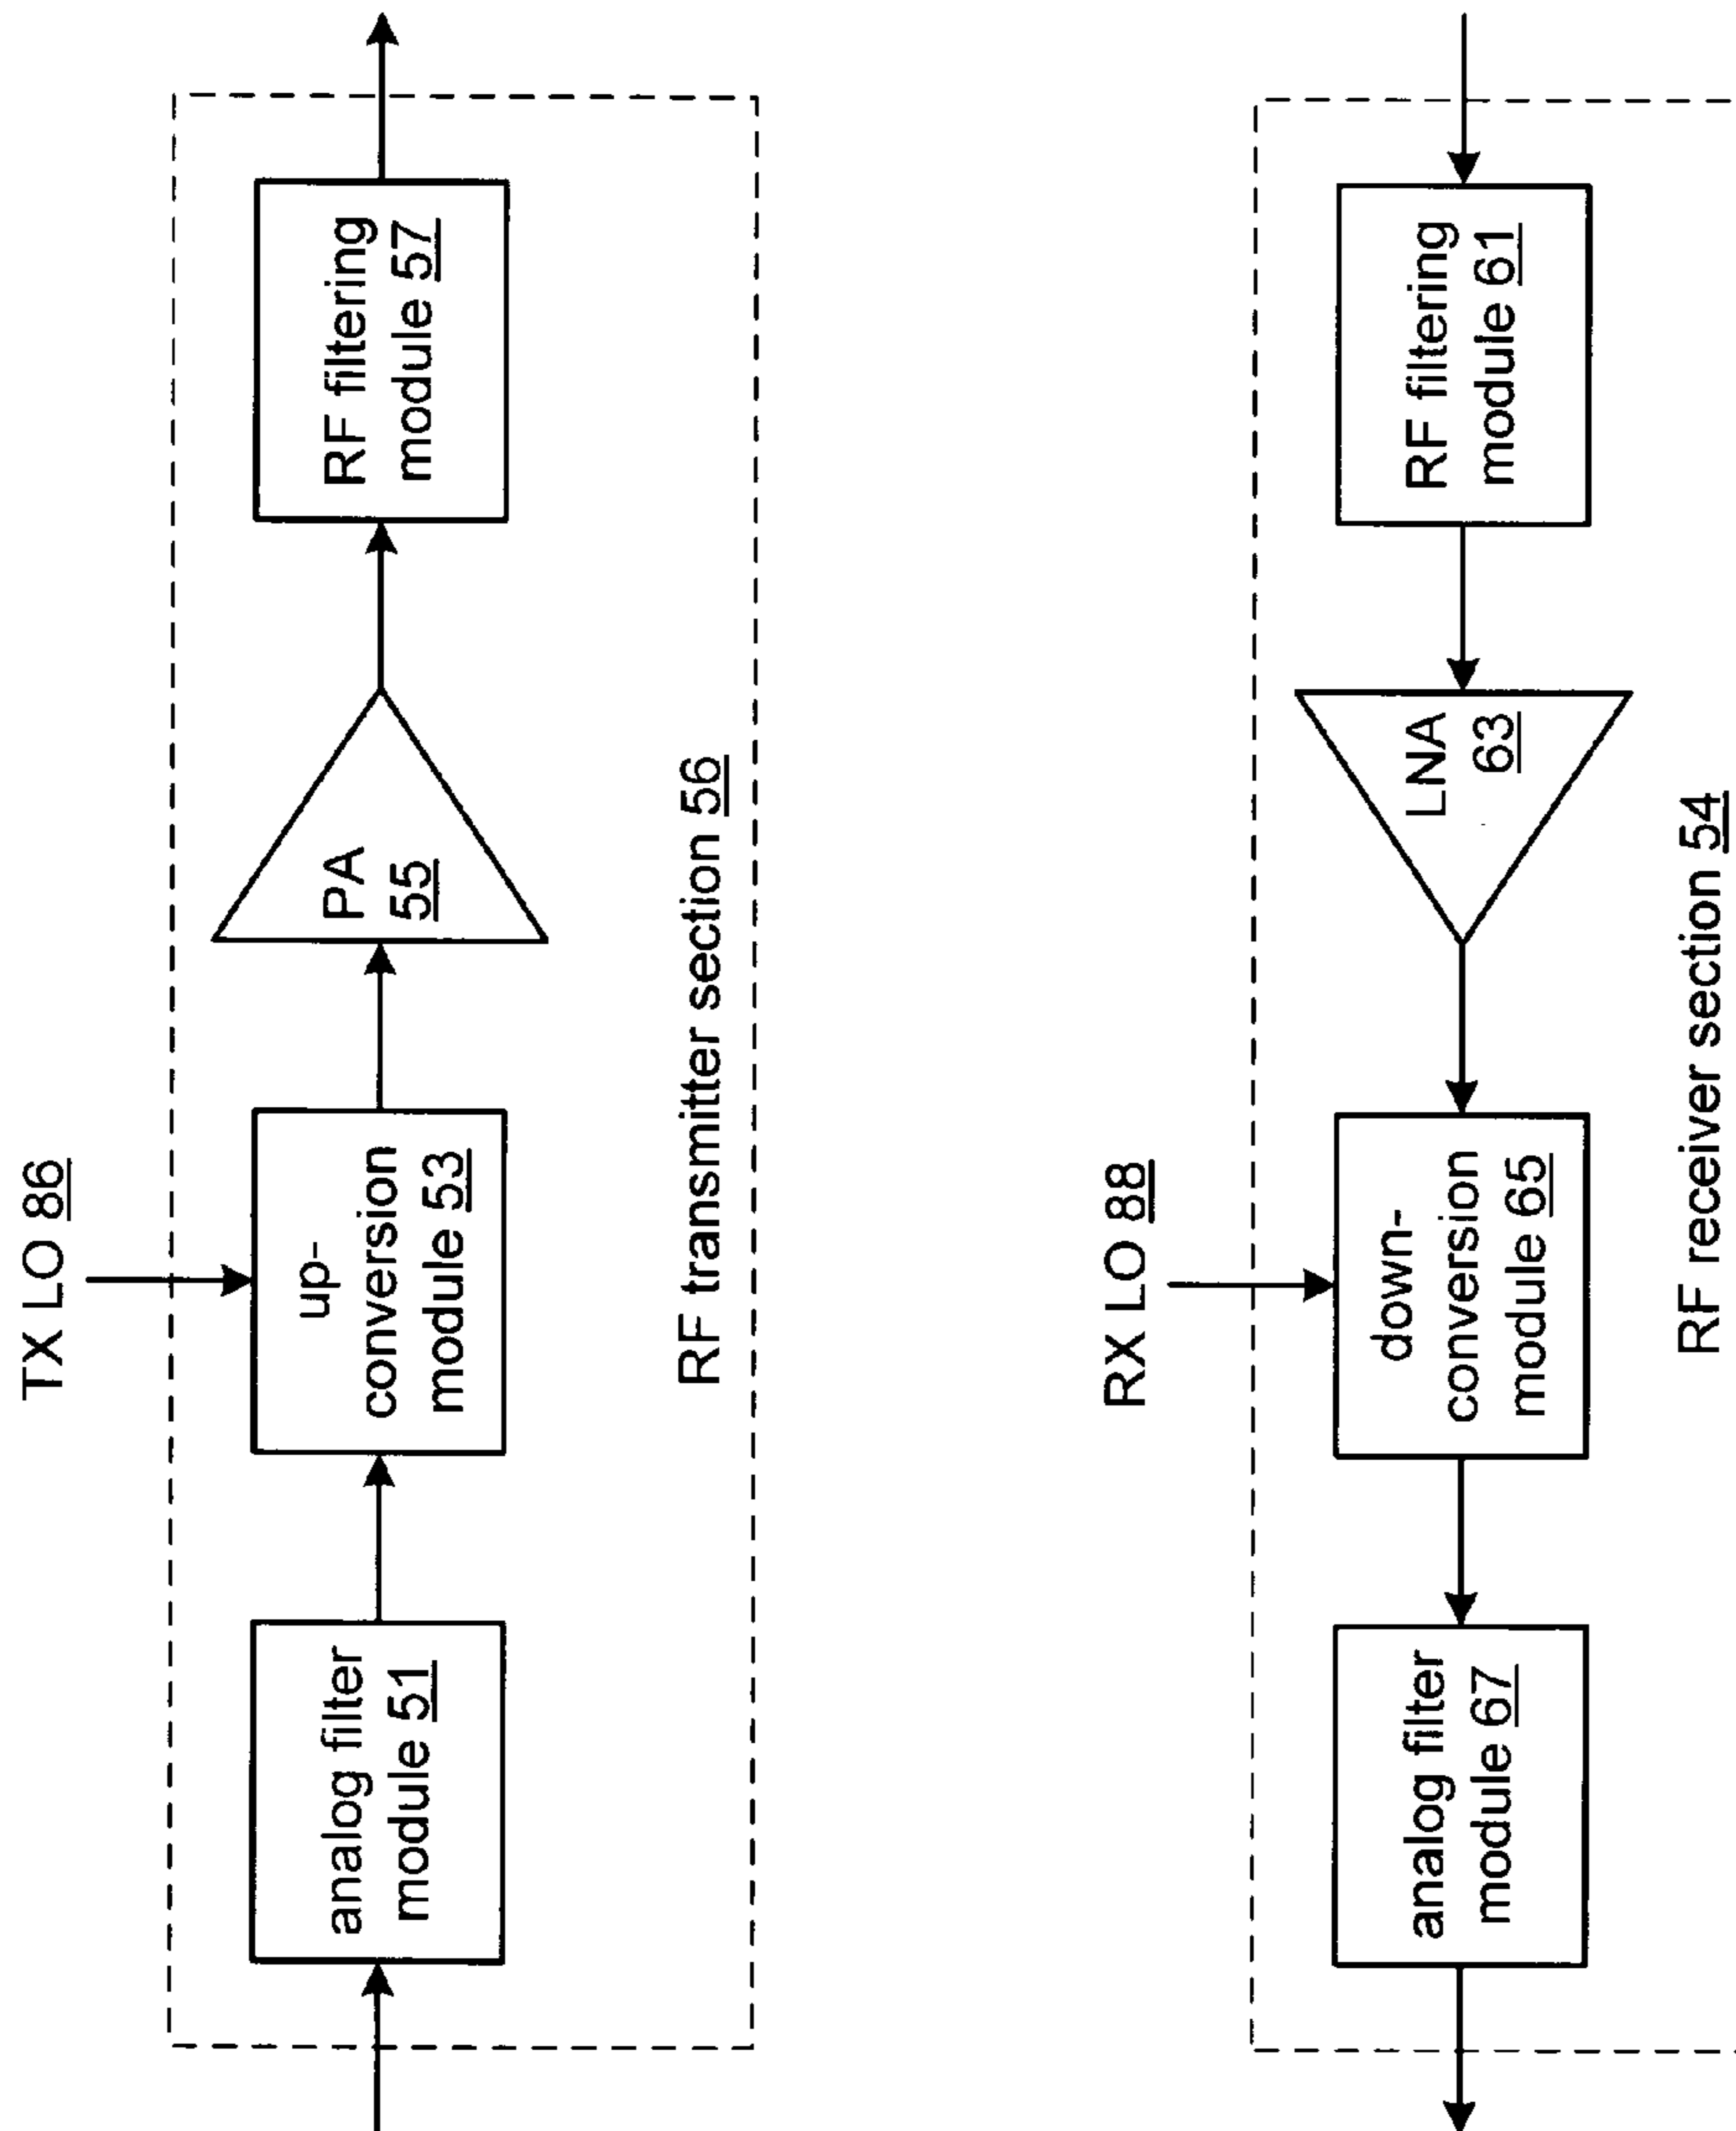 TX LO 86
analog filter
module 51
up-
conversion
module 53
PA
55
RF filtering
module 57
RF transmitter section 56
RX LO 88
analog filter
module 67
down-
conversion
module 65
LNA
63
RF filtering
module 61
RF receiver section 54